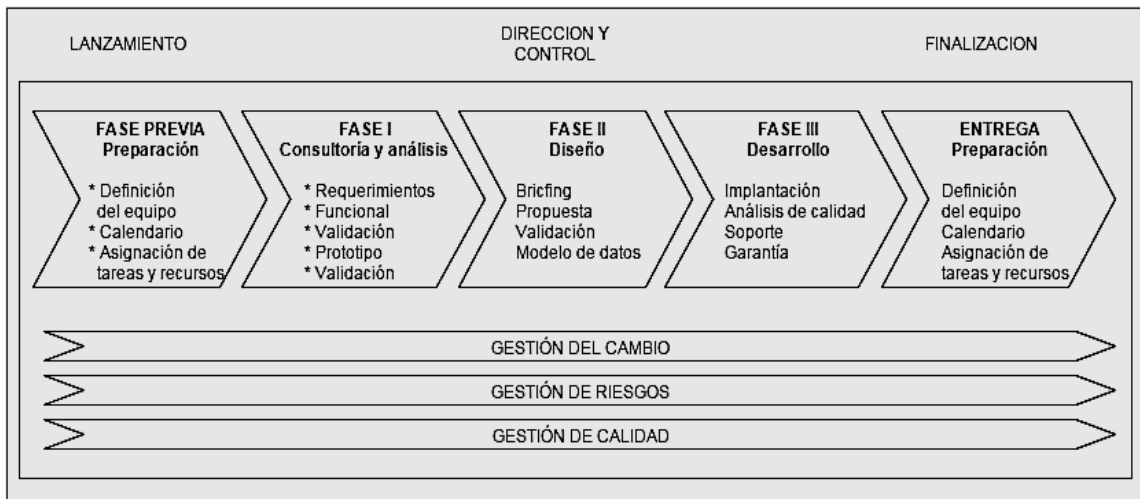 LANZAMIENTO
DIRECCION Y
CONTROL
FINALIZACION
FASE PREVIA
Preparación
* Definición
del equipo
* Calendario
* Asignación de
tareas y recursos
FASE I
Consultoría y análisis
* Requerimientos
* Funcional
* Validación
* Prototipo
* Validación
FASE II
Diseño
Briefing
Propuesta
Validación
Modelo de datos
FASE III
Desarrollo
Implantación
Análisis de calidad
Soporte
Garantía
ENTREGA
Preparación
Definición
del equipo
Calendario
Asignación de
tareas y recursos
GESTIÓN DEL CAMBIO
GESTIÓN DE RIESGOS
GESTIÓN DE CALIDAD